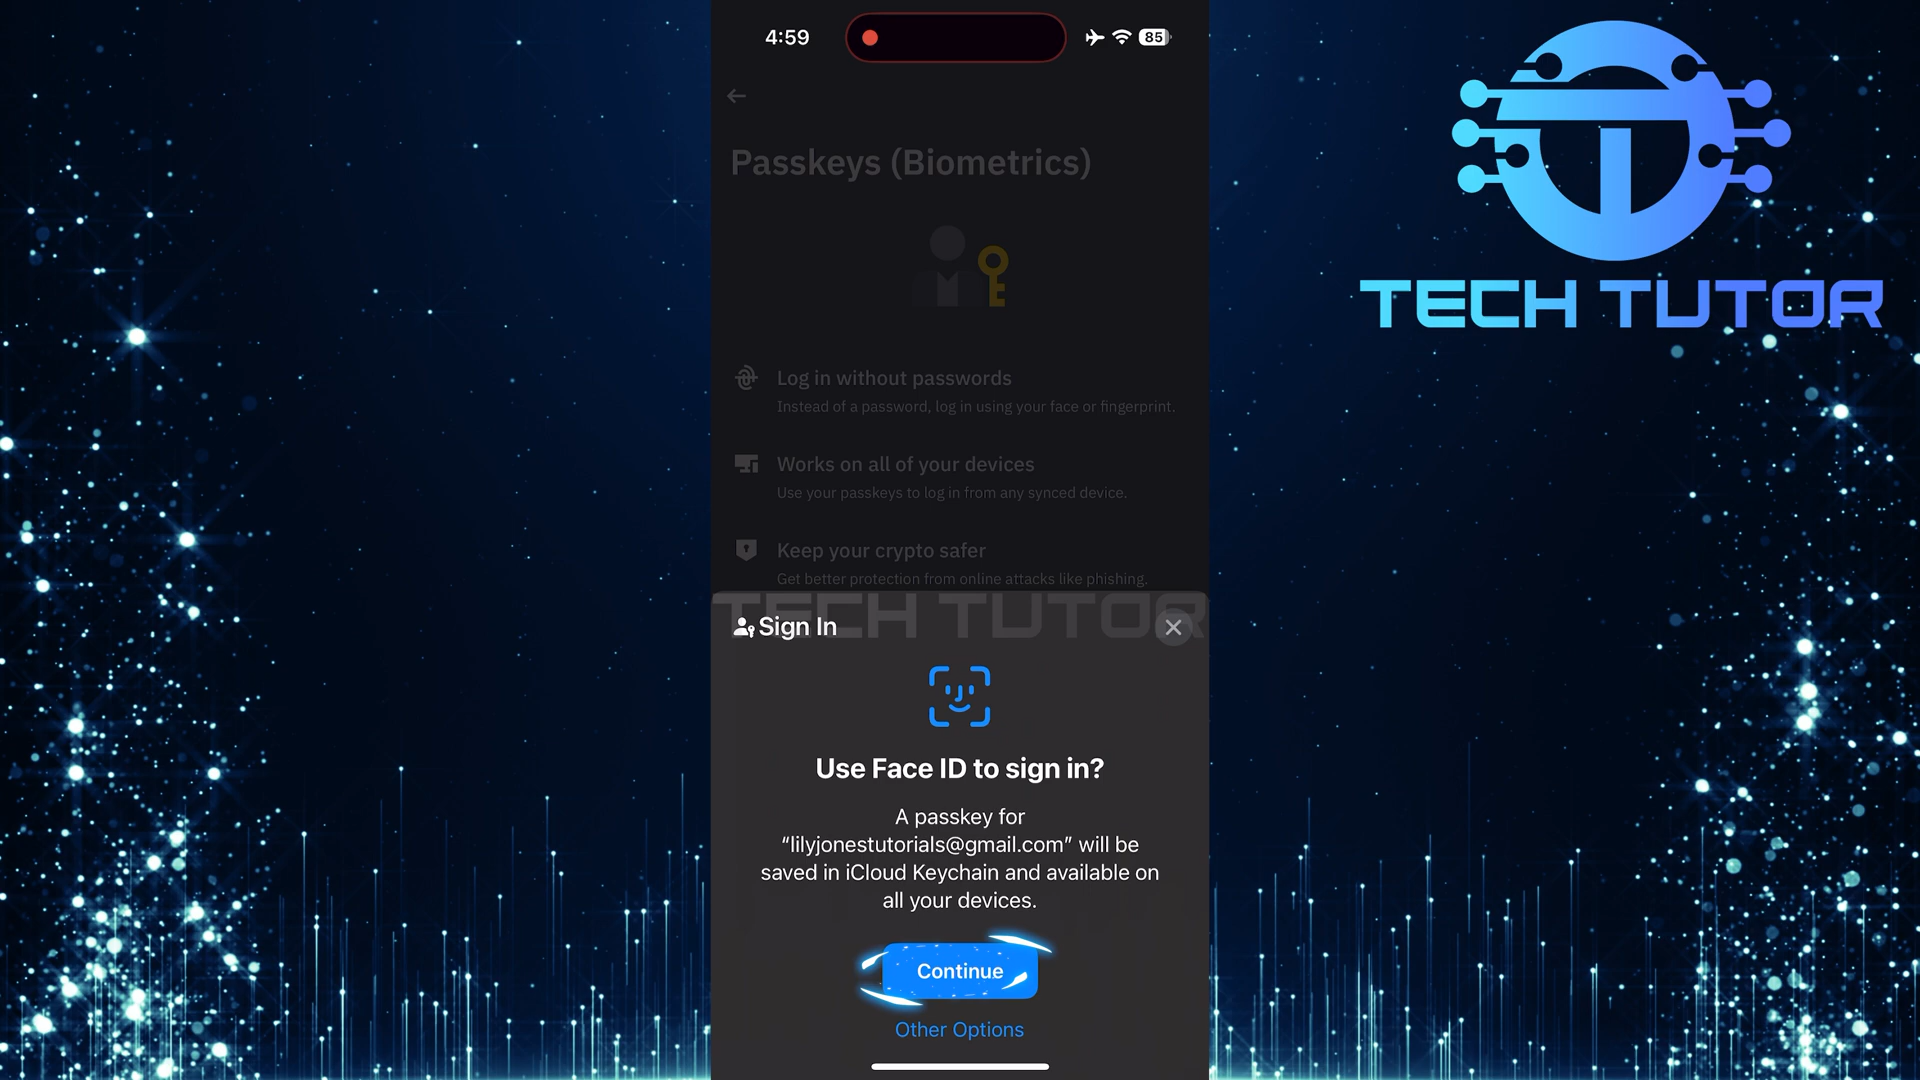 4:59
85
TECH TUTOR
Passkeys (Biometrics)
Log in without passwords
Instead of a password, log in using your face or fingerprint.
Works on all of your devices
Use your passkeys to log in from any synced device.
Keep your crypto safer
Get better protection from online attacks like phishing.
TECH TUTOR
Sign In
Use Face ID to sign in?
A passkey for
“lilyjonestutorials@gmail.com” will be
saved in iCloud Keychain and available on
all your devices.
Continue
Other Options